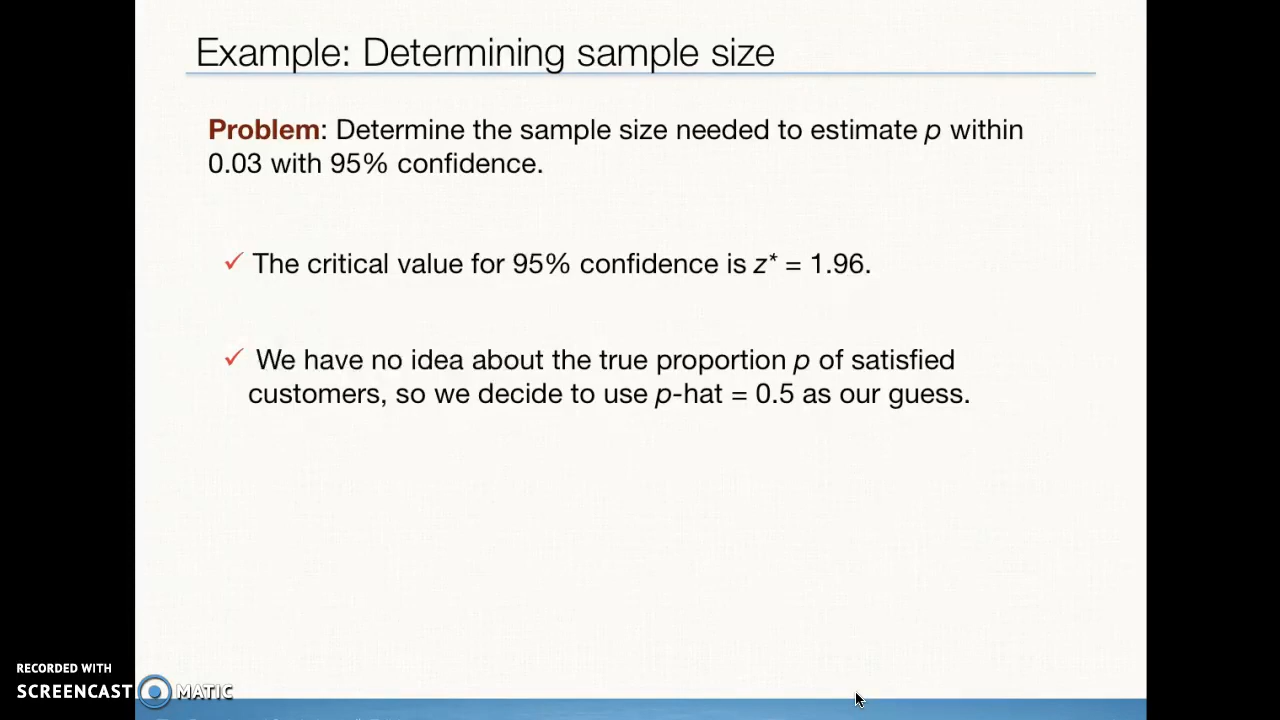 Example: Determining sample size
Problem: Determine the sample size needed to estimate p within
0.03 with 95% confidence.
✓ The critical value for 95% confidence is z* = 1.96.
✓ We have no idea about the true proportion p of satisfied
customers, so we decide to use p-hat = 0.5 as our guess.
RECORDED WITH
SCREENCAST MATIC